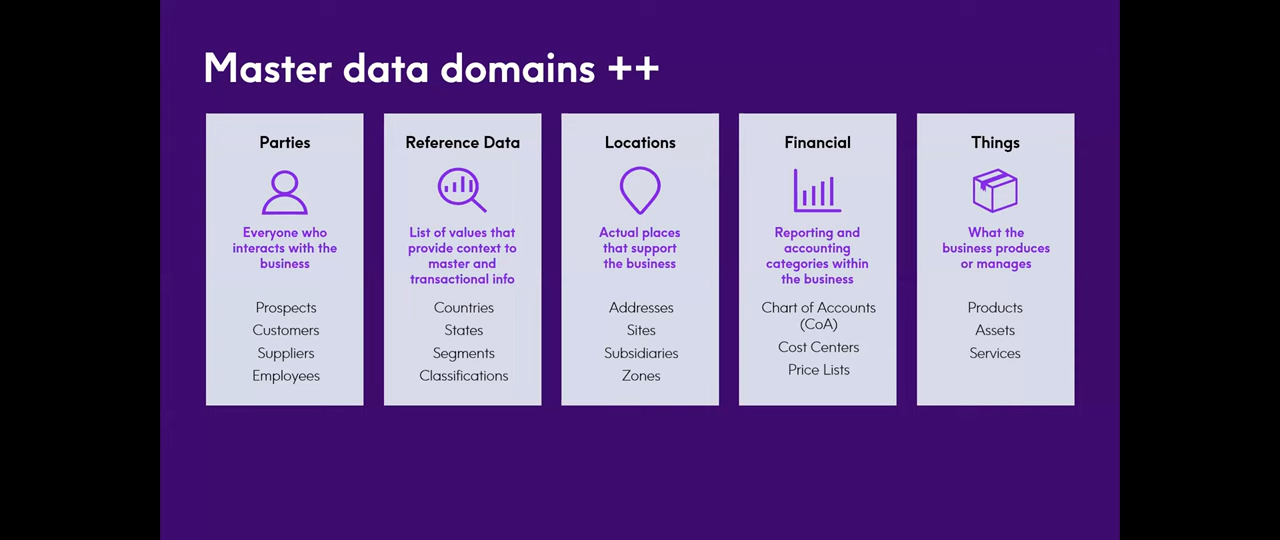 Master data domains ++
Parties
Everyone who
interacts with the
business
Prospects
Customers
Suppliers
Employees
Reference Data
List of values that
provide context to
master and
transactional info
Countries
States
Segments
Classifications
Locations
Actual places
that support
the business
Addresses
Sites
Subsidiaries
Zones
Financial
Reporting and
accounting
categories within
the business
Chart of Accounts
(CoA)
Cost Centers
Price Lists
Things
What the
business produces
or manages
Products
Assets
Services